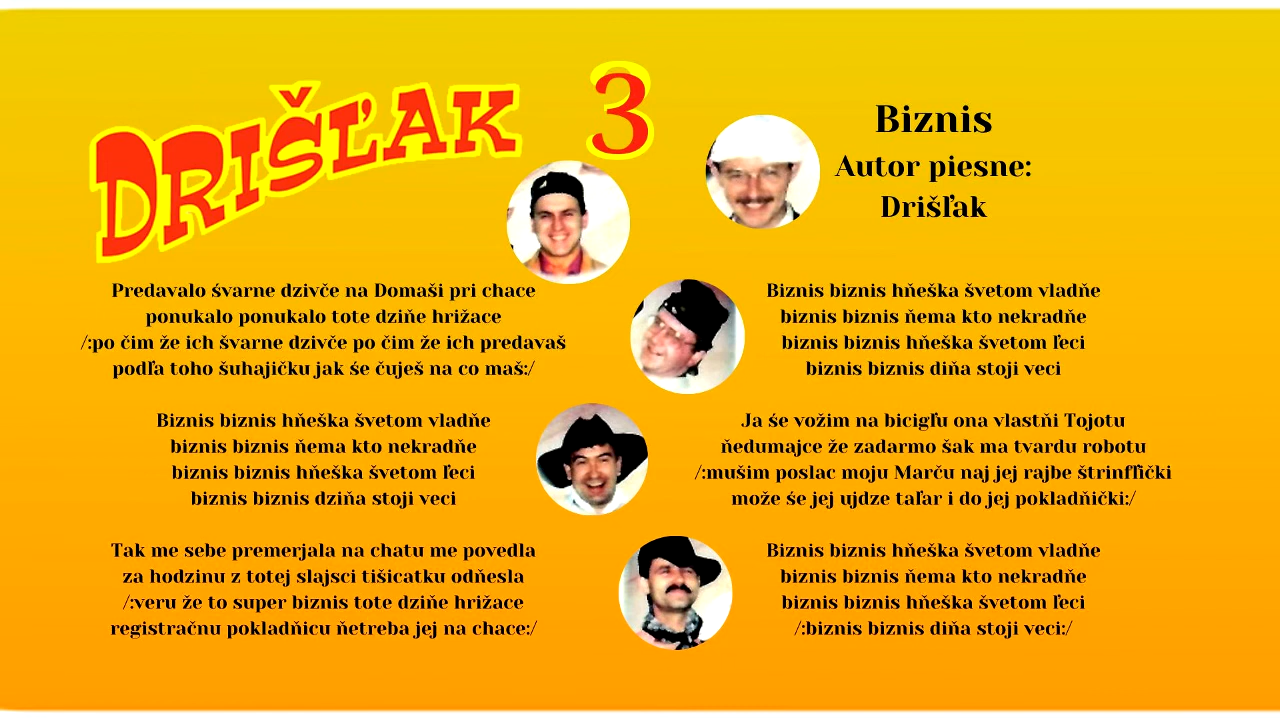 DRIŠĽAK
3
Biznis
Autor piesne:
Drišľak
Predavalo śvarne dzivče na Domaši pri chace
ponukalo ponukalo tote dziňe hrižace
/:po čim že ich švarne dzivče po čim že ich predavaš
podľa toho šuhajičku jak śe čuješ na co maš:/
Biznis biznis hňeška švetom vladňe
biznis biznis ňema kto nekradňe
biznis biznis hňeška švetom ľeci
biznis biznis dziňa stoji veci
Tak me sebe premerjala na chatu me povedla
za hodzinu z totej slajsci tišicatku odňesla
/:veru že to super biznis tote dziňe hrižace
registračnu pokladňicu ňetreba jej na chace:/
Biznis biznis hňeška švetom vladňe
biznis biznis ňema kto nekradňe
biznis biznis hňeška švetom ľeci
biznis biznis diňa stoji veci
Ja śe vožim na bicigľu ona vlastňi Tojotu
ňedumajce že zadarmo šak ma tvardu robotu
/:mušim poslac moju Marču naj jej rajbe štrinfľički
može śe jej ujdze taľar i do jej pokladňički:/
Biznis biznis hňeška švetom vladňe
biznis biznis ňema kto nekradňe
biznis biznis hňeška švetom ľeci
/:biznis biznis diňa stoji veci:/